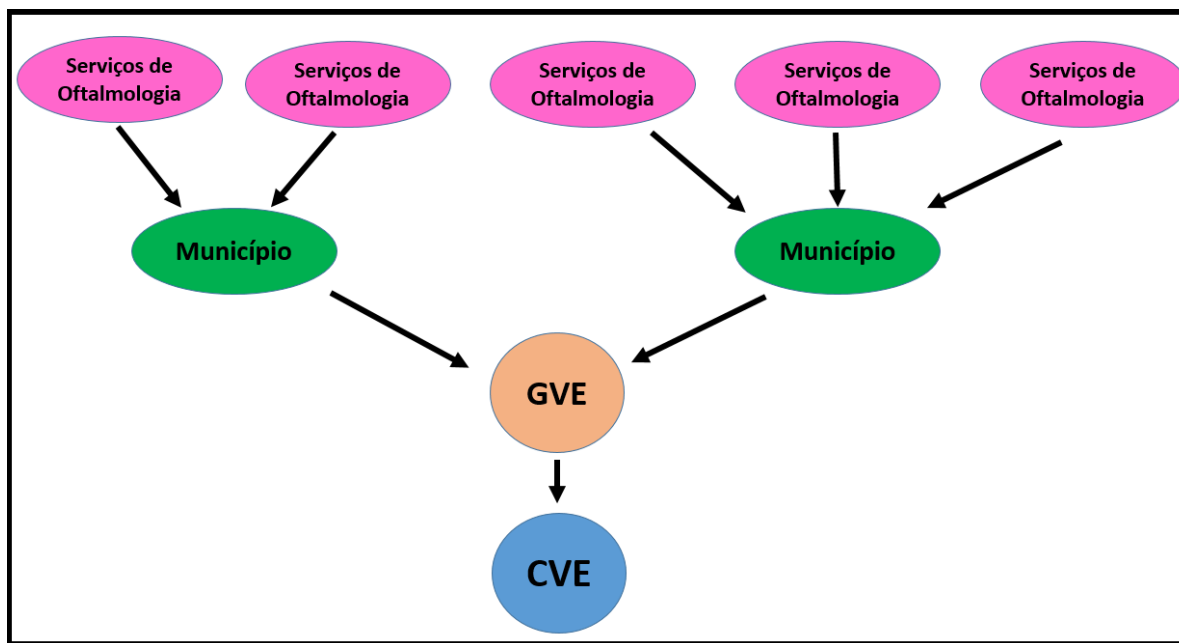 Serviços de
Oftalmologia
Serviços de
Oftalmologia
Serviços de
Oftalmologia
Serviços de
Oftalmologia
Serviços de
Oftalmologia
Município
Município
GVE
CVE